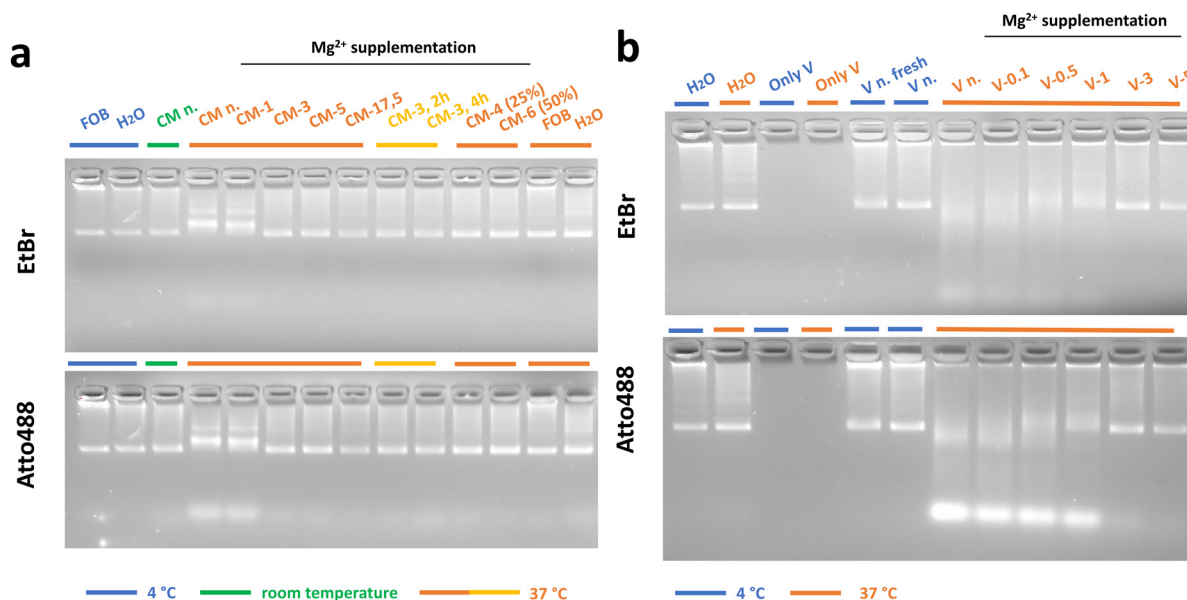 a
Mg²⁺ supplementation
FOB
H₂O
CM n.
CM n.
CM-1
CM-3
CM-5
CM-17,5
CM-3, 2h
CM-3, 4h
CM-4 (25%)
CM-6 (50%)
FOB
H₂O
EtBr
Atto488
4 °C
room temperature
37 °C
b
Mg²⁺ supplementation
H₂O
H₂O
Only V
Only V
V n. fresh
V n.
V n.
V-0.1
V-0.5
V-1
V-3
EtBr
Atto488
4 °C
37 °C